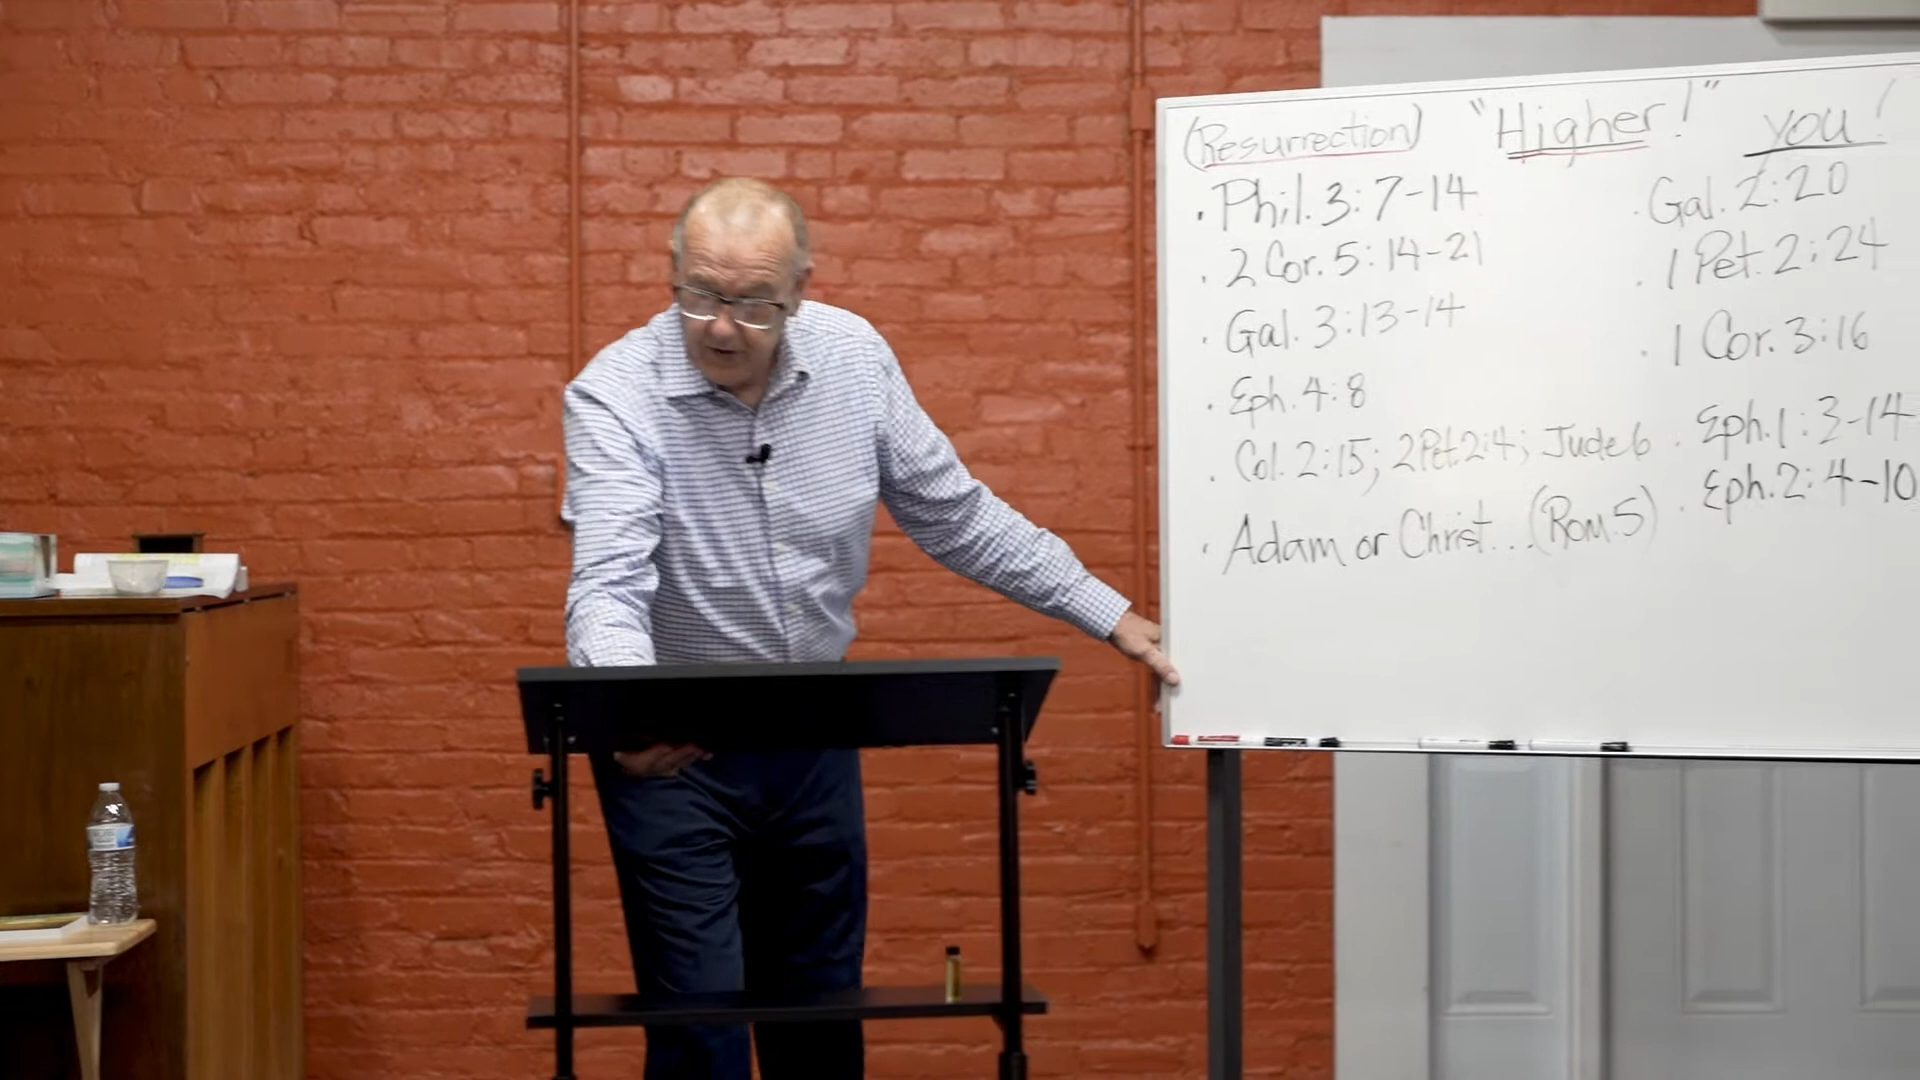 (Resurrection) "Higher!" you!
· Phil. 3:7-14
· 2 Cor. 5:14-21
· Gal. 3:13-14
· Eph. 4:8
· Col. 2:15; 2Pet 2:4; Jude 6
· Adam or Christ... (Rom. 5)
· Gal. 2:20
· 1 Pet. 2:24
· 1 Cor. 3:16
· Eph. 1:3-14
· Eph. 2:4-10